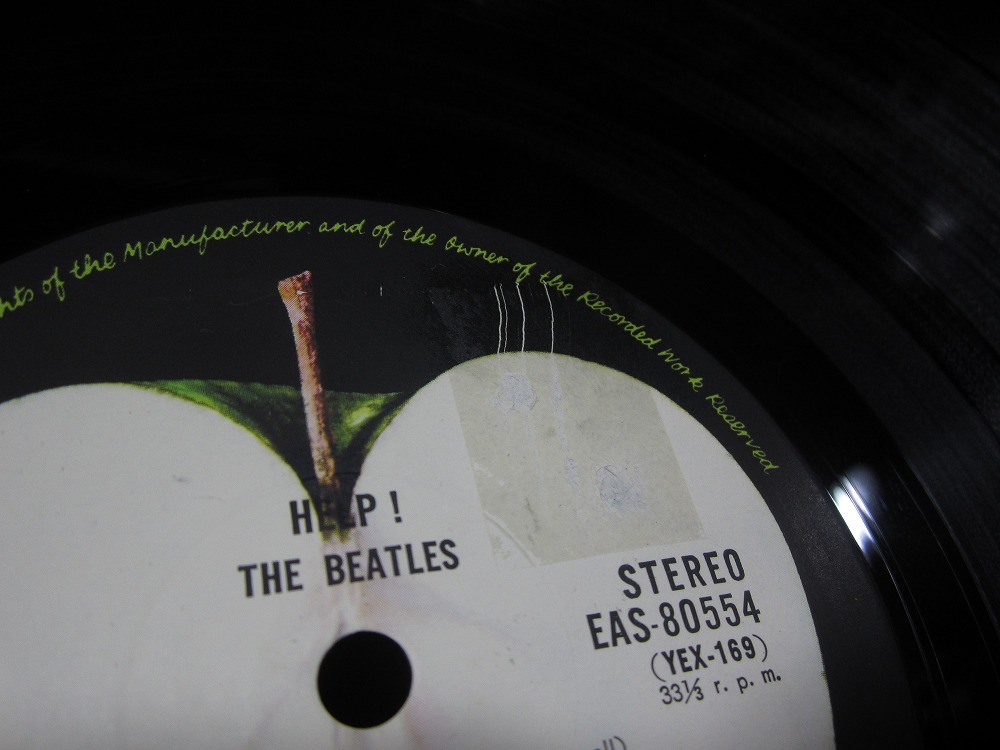 of the Manufacturer and of the owner of the Recorded Work Reserved
HELP !
THE BEATLES
STEREO
EAS-80554
(YEX-169)
33⅓ r. p. m.